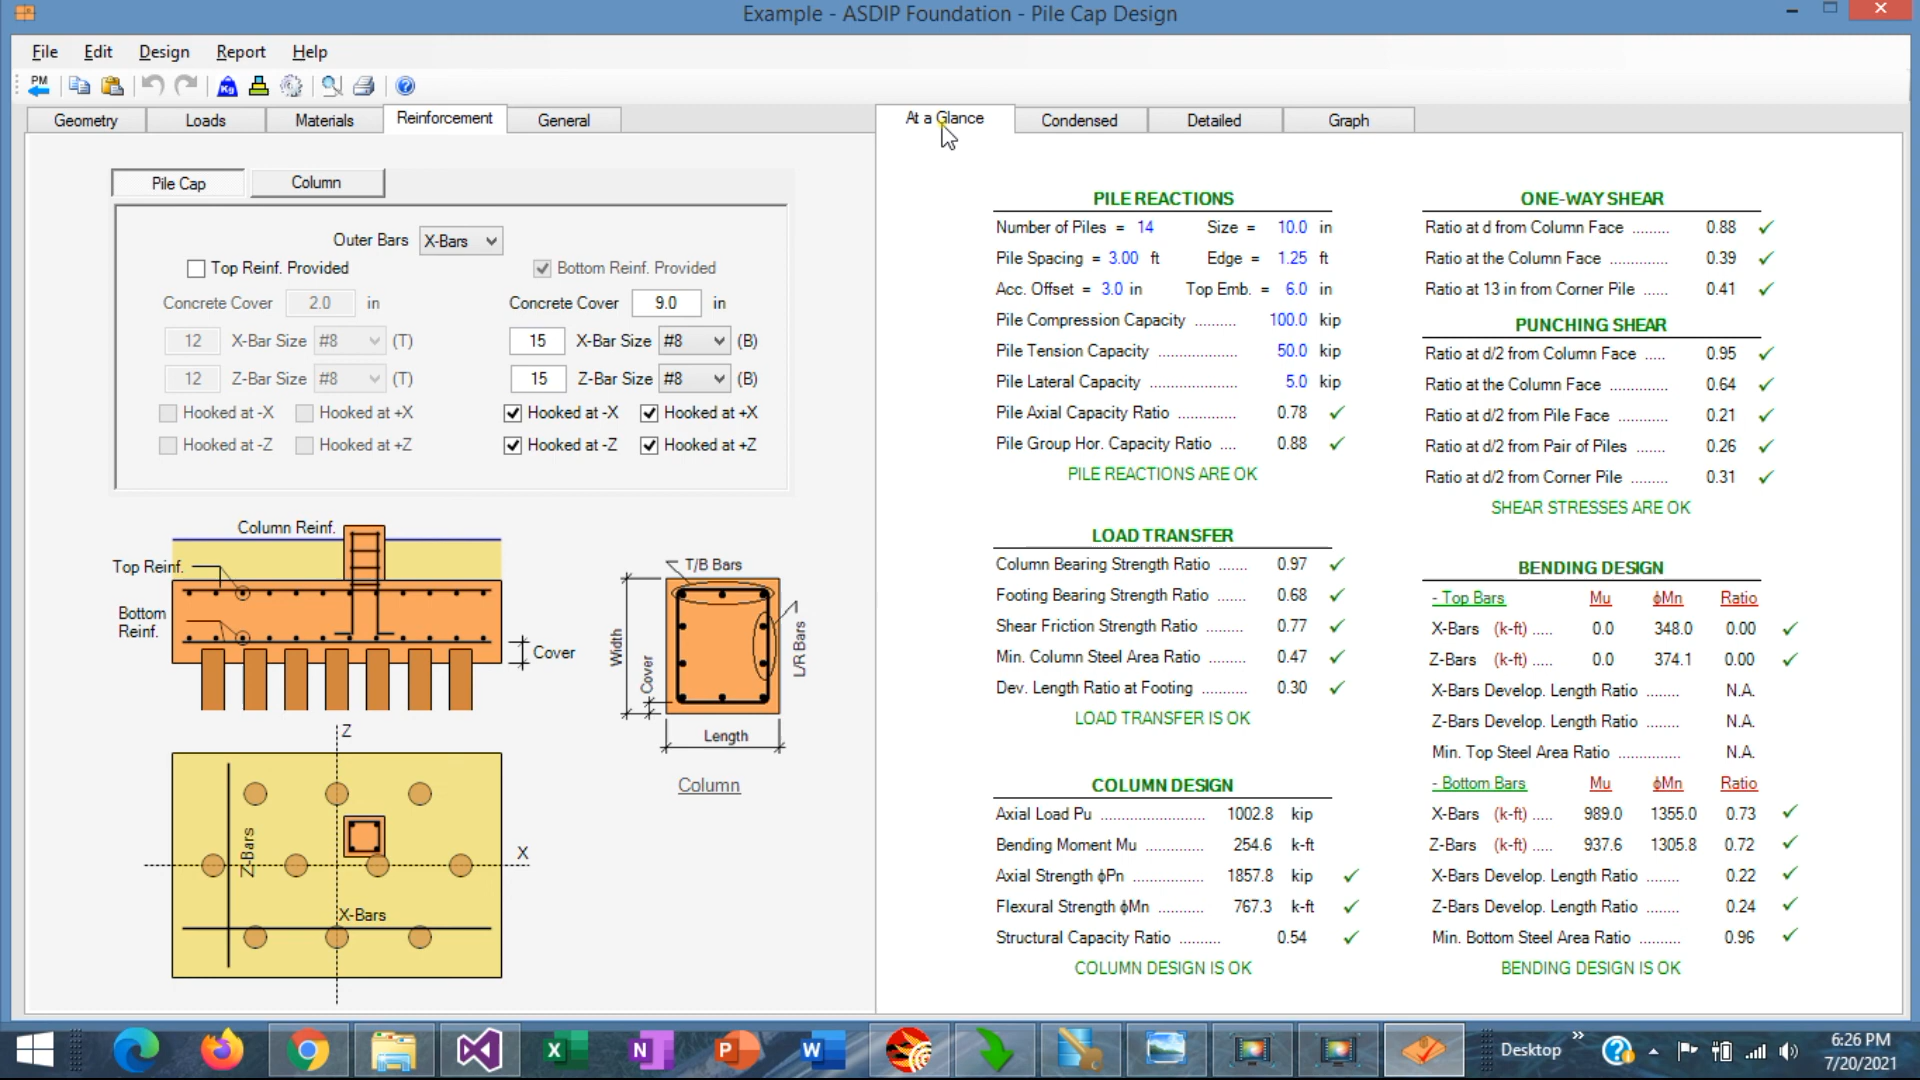 Example - ASDIP Foundation - Pile Cap Design
File Edit Design Report Help
PM
Kg
Geometry Loads Materials Reinforcement General
At a Glance Condensed Detailed Graph
Pile Cap Column
Outer Bars X-Bars
Top Reinf. Provided Bottom Reinf. Provided
Concrete Cover 2.0 in Concrete Cover 9.0 in
12 X-Bar Size #8 (T) 15 X-Bar Size #8 (B)
12 Z-Bar Size #8 (T) 15 Z-Bar Size #8 (B)
Hooked at -X Hooked at +X Hooked at -X Hooked at +X
Hooked at -Z Hooked at +Z Hooked at -Z Hooked at +Z
Column Reinf.
Top Reinf.
Bottom
Reinf.
Cover
T/B Bars
Width
Cover
L/R Bars
Length
Column
Z
X
Z-Bars
X-Bars
PILE REACTIONS
Number of Piles = 14 Size = 10.0 in
Pile Spacing = 3.00 ft Edge = 1.25 ft
Acc. Offset = 3.0 in Top Emb. = 6.0 in
Pile Compression Capacity .......... 100.0 kip
Pile Tension Capacity ................... 50.0 kip
Pile Lateral Capacity ..................... 5.0 kip
Pile Axial Capacity Ratio .............. 0.78 ✓
Pile Group Hor. Capacity Ratio .... 0.88 ✓
PILE REACTIONS ARE OK
LOAD TRANSFER
Column Bearing Strength Ratio ....... 0.97 ✓
Footing Bearing Strength Ratio ....... 0.68 ✓
Shear Friction Strength Ratio ......... 0.77 ✓
Min. Column Steel Area Ratio ......... 0.47 ✓
Dev. Length Ratio at Footing ........... 0.30 ✓
LOAD TRANSFER IS OK
COLUMN DESIGN
Axial Load Pu ......................... 1002.8 kip
Bending Moment Mu ............... 254.6 k-ft
Axial Strength ϕPn ................. 1857.8 kip ✓
Flexural Strength ϕMn ........... 767.3 k-ft ✓
Structural Capacity Ratio .......... 0.54 ✓
COLUMN DESIGN IS OK
ONE-WAY SHEAR
Ratio at d from Column Face ......... 0.88 ✓
Ratio at the Column Face .............. 0.39 ✓
Ratio at 13 in from Corner Pile ...... 0.41 ✓
PUNCHING SHEAR
Ratio at d/2 from Column Face ..... 0.95 ✓
Ratio at the Column Face .............. 0.64 ✓
Ratio at d/2 from Pile Face ........... 0.21 ✓
Ratio at d/2 from Pair of Piles ....... 0.26 ✓
Ratio at d/2 from Corner Pile ......... 0.31 ✓
SHEAR STRESSES ARE OK
BENDING DESIGN
- Top Bars Mu ϕMn Ratio
X-Bars (k-ft) ..... 0.0 348.0 0.00 ✓
Z-Bars (k-ft) ..... 0.0 374.1 0.00 ✓
X-Bars Develop. Length Ratio ........ N.A.
Z-Bars Develop. Length Ratio ........ N.A.
Min. Top Steel Area Ratio ............... N.A.
- Bottom Bars Mu ϕMn Ratio
X-Bars (k-ft) ..... 989.0 1355.0 0.73 ✓
Z-Bars (k-ft) ..... 937.6 1305.8 0.72 ✓
X-Bars Develop. Length Ratio ........ 0.22 ✓
Z-Bars Develop. Length Ratio ........ 0.24 ✓
Min. Bottom Steel Area Ratio .......... 0.96 ✓
BENDING DESIGN IS OK
Desktop
6:26 PM
7/20/2021